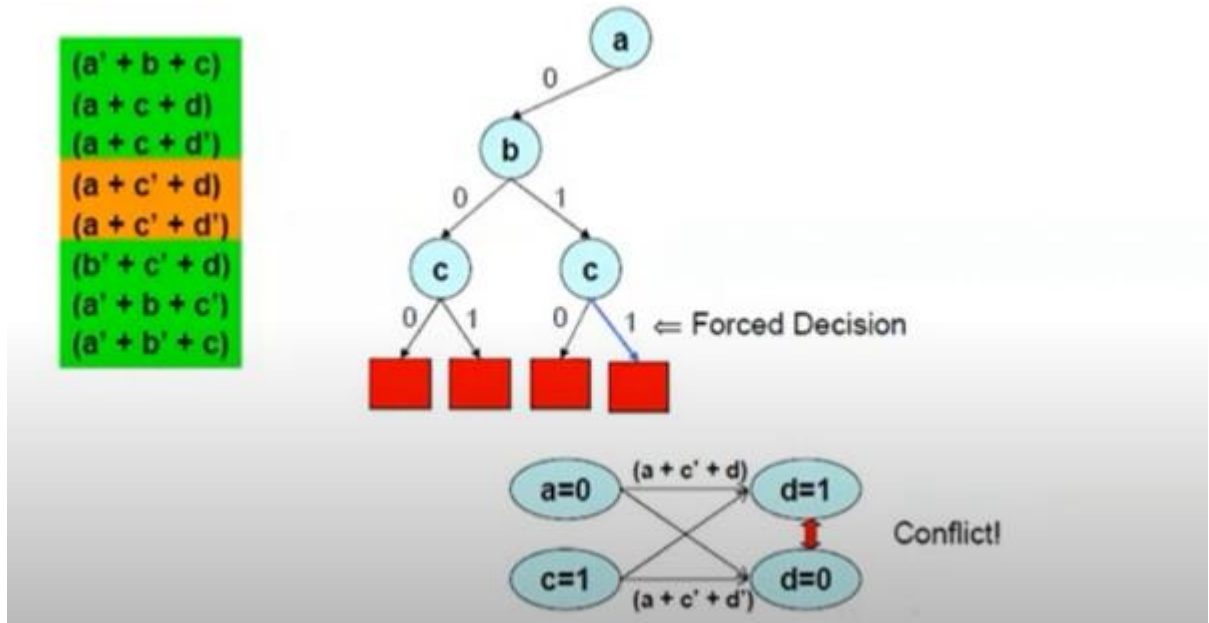 (a' + b + c)
(a + c + d)
(a + c + d')
(a + c' + d)
(a + c' + d')
(b' + c' + d)
(a' + b + c')
(a' + b' + c)
a
0
b
0 1
c c
0 1 0 1 ⇐ Forced Decision
(a + c' + d)
a=0 d=1
Conflict!
c=1 d=0
(a + c' + d')